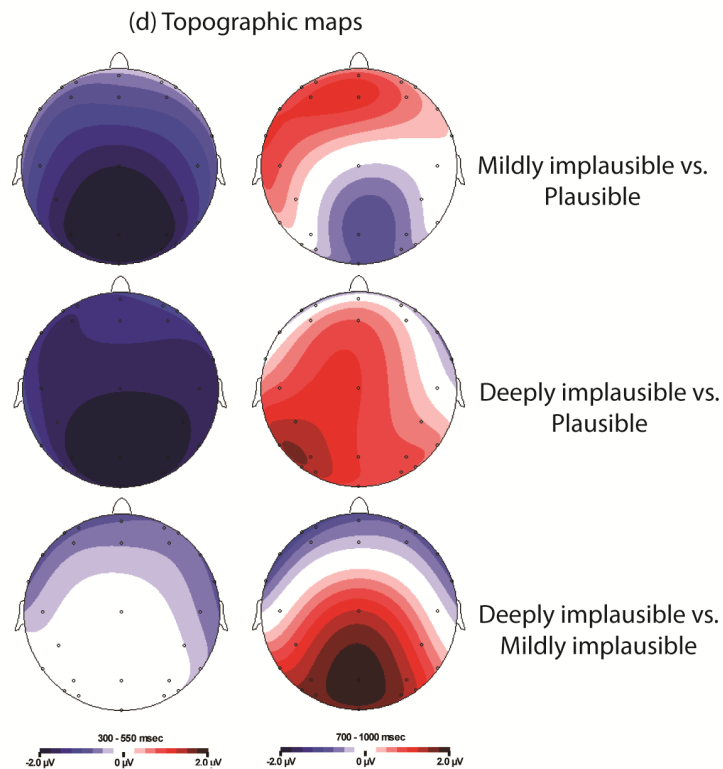 (d) Topographic maps
Mildly implausible vs.
Plausible
Deeply implausible vs.
Plausible
Deeply implausible vs.
Mildly implausible
300 - 550 msec
-2.0 µV 0 µV 2.0 µV
700 - 1000 msec
-2.0 µV 0 µV 2.0 µV